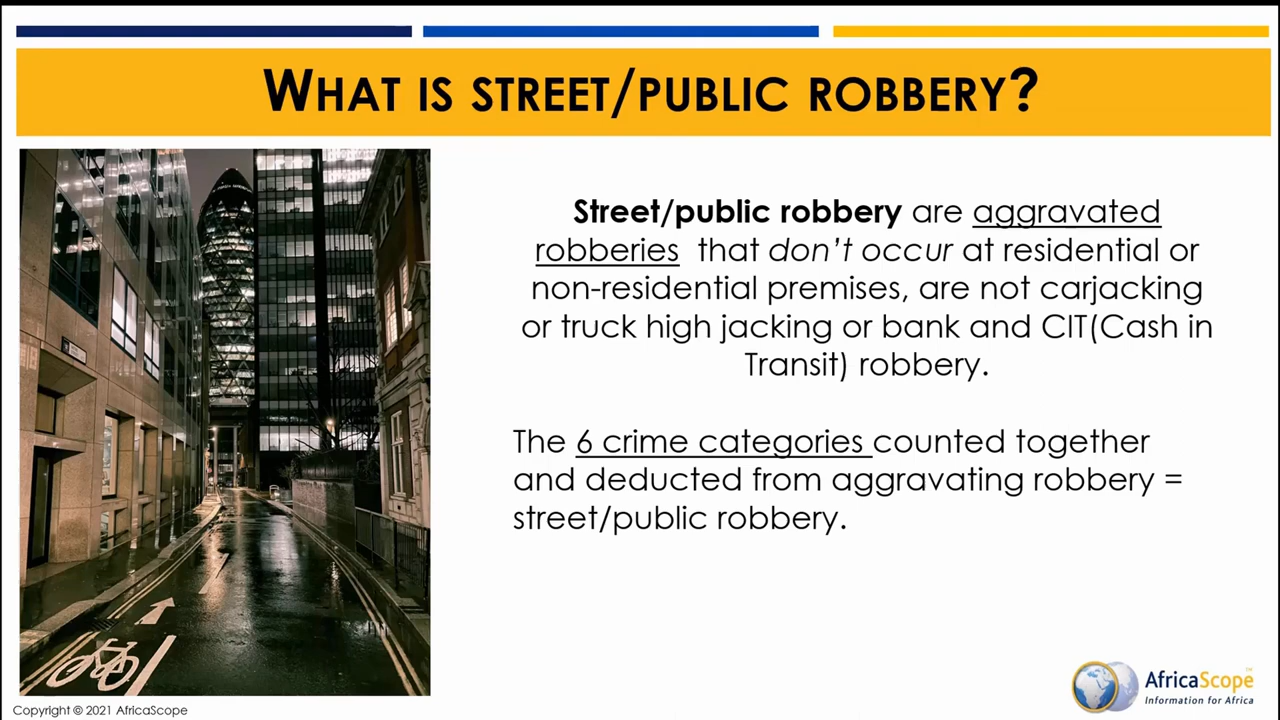 WHAT IS STREET/PUBLIC ROBBERY?
Street/public robbery are aggravated
robberies that don't occur at residential or
non-residential premises, are not carjacking
or truck high jacking or bank and CIT(Cash in
Transit) robbery.
The 6 crime categories counted together
and deducted from aggravating robbery =
street/public robbery.
AfricaScope
Information for Africa
Copyright © 2021 AfricaScope